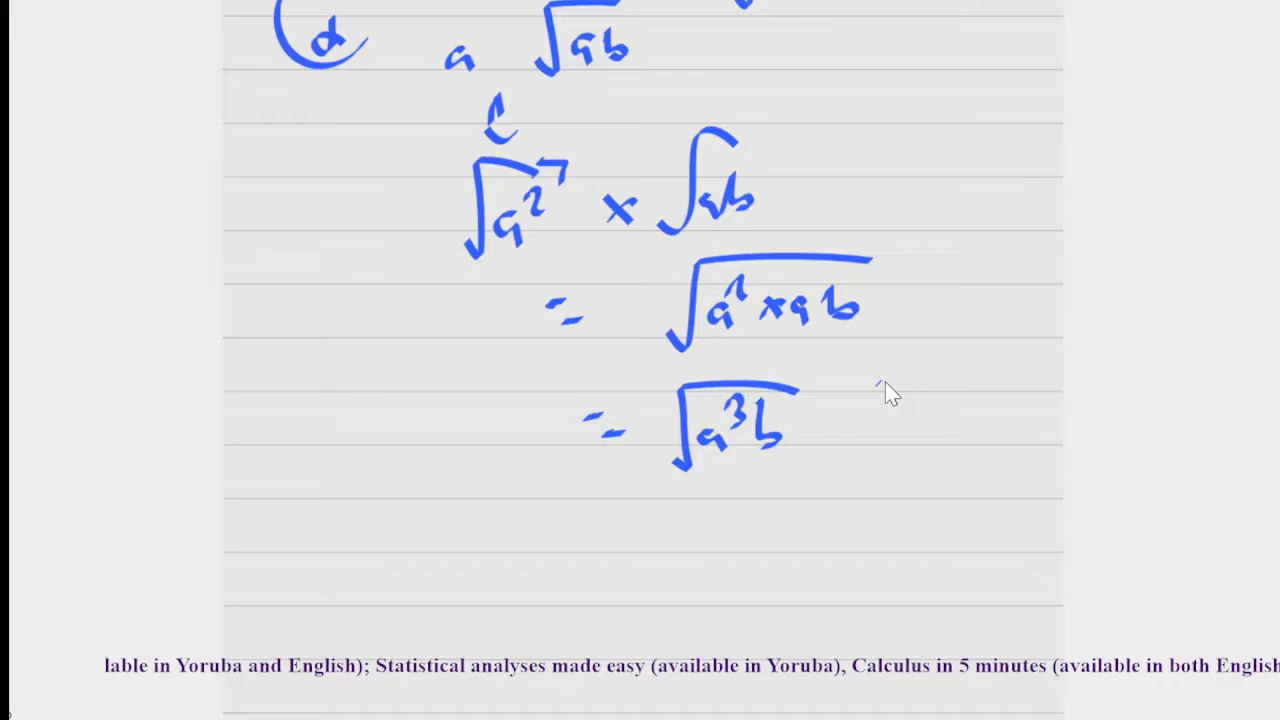 d a √ab
√a² × √ab
= √a² × ab
= √a³b
lable in Yoruba and English); Statistical analyses made easy (available in Yoruba), Calculus in 5 minutes (available in both English